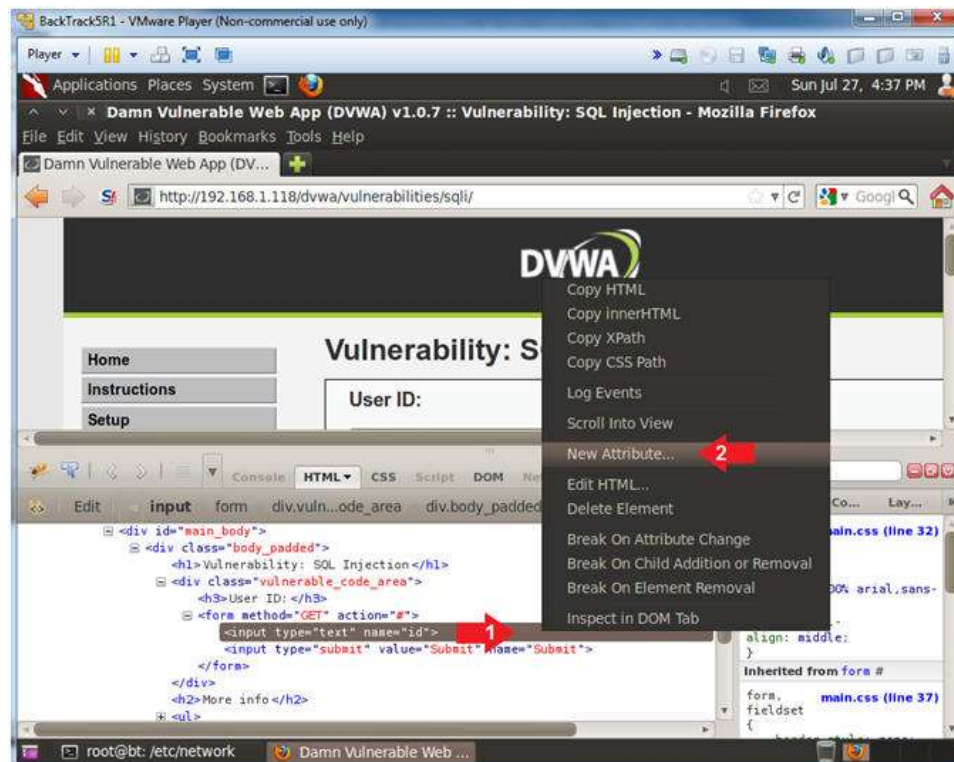 BackTrack5R1 - VMware Player (Non-commercial use only)
Player
Applications Places System
Sun Jul 27, 4:37 PM
Damn Vulnerable Web App (DVWA) v1.0.7 :: Vulnerability: SQL Injection - Mozilla Firefox
File Edit View History Bookmarks Tools Help
Damn Vulnerable Web App (DV...
http://192.168.1.118/dvwa/vulnerabilities/sqli/
Googl
DVWA
Home
Instructions
Setup
Vulnerability: S
User ID:
Copy HTML
Copy innerHTML
Copy XPath
Copy CSS Path
Log Events
Scroll Into View
New Attribute...
2
Edit HTML...
Delete Element
Break On Attribute Change
Break On Child Addition or Removal
Break On Element Removal
Inspect in DOM Tab
Console HTML CSS Script DOM Ne
Edit input form div.vuln...ode_area div.body_padded
Co... Lay...
<div id="main_body">
<div class="body_padded">
<h1>Vulnerability: SQL Injection</h1>
<div class="vulnerable_code_area">
<h3>User ID:</h3>
<form method="GET" action="#">
<input type="text" name="id">
1
<input type="submit" value="Submit" name="Submit">
</form>
</div>
<h2>More info</h2>
<ul>
main.css (line 32)
00% arial,sans-
align: middle;
}
Inherited from form #
form, main.css (line 37)
fieldset
{
root@bt: /etc/network
Damn Vulnerable Web ...